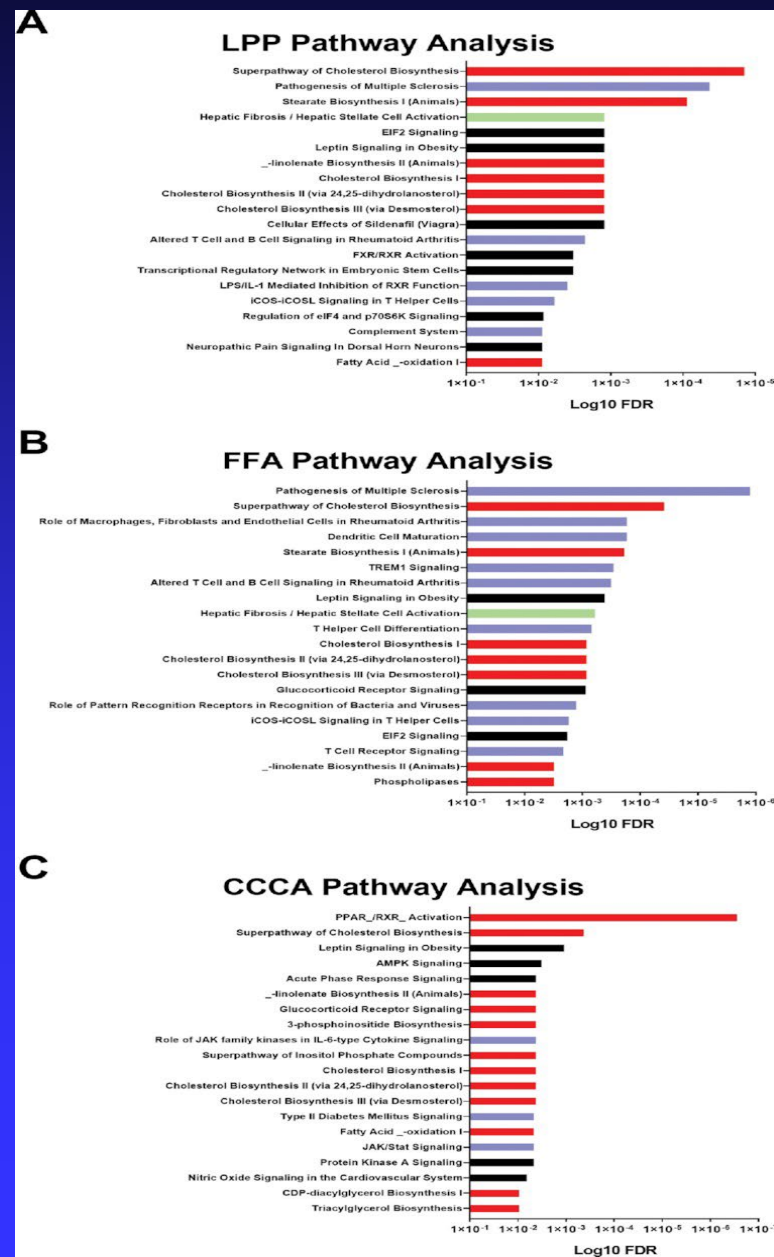 A
LPP Pathway Analysis
Superpathway of Cholesterol Biosynthesis
Pathogenesis of Multiple Sclerosis
Stearate Biosynthesis I (Animals)
Hepatic Fibrosis / Hepatic Stellate Cell Activation
EIF2 Signaling
Leptin Signaling in Obesity
_-linolenate Biosynthesis II (Animals)
Cholesterol Biosynthesis I
Cholesterol Biosynthesis II (via 24,25-dihydrolanosterol)
Cholesterol Biosynthesis III (via Desmosterol)
Cellular Effects of Sildenafil (Viagra)
Altered T Cell and B Cell Signaling in Rheumatoid Arthritis
FXR/RXR Activation
Transcriptional Regulatory Network in Embryonic Stem Cells
LPS/IL-1 Mediated Inhibition of RXR Function
iCOS-iCOSL Signaling in T Helper Cells
Regulation of eIF4 and p70S6K Signaling
Complement System
Neuropathic Pain Signaling In Dorsal Horn Neurons
Fatty Acid _-oxidation I
1×10⁻¹ 1×10⁻² 1×10⁻³ 1×10⁻⁴ 1×10⁻⁵
Log10 FDR
B
FFA Pathway Analysis
Pathogenesis of Multiple Sclerosis
Superpathway of Cholesterol Biosynthesis
Role of Macrophages, Fibroblasts and Endothelial Cells in Rheumatoid Arthritis
Dendritic Cell Maturation
Stearate Biosynthesis I (Animals)
TREM1 Signaling
Altered T Cell and B Cell Signaling in Rheumatoid Arthritis
Leptin Signaling in Obesity
Hepatic Fibrosis / Hepatic Stellate Cell Activation
T Helper Cell Differentiation
Cholesterol Biosynthesis I
Cholesterol Biosynthesis II (via 24,25-dihydrolanosterol)
Cholesterol Biosynthesis III (via Desmosterol)
Glucocorticoid Receptor Signaling
Role of Pattern Recognition Receptors in Recognition of Bacteria and Viruses
iCOS-iCOSL Signaling in T Helper Cells
EIF2 Signaling
T Cell Receptor Signaling
_-linolenate Biosynthesis II (Animals)
Phospholipases
1×10⁻¹ 1×10⁻² 1×10⁻³ 1×10⁻⁴ 1×10⁻⁵ 1×10⁻⁶
Log10 FDR
C
CCCA Pathway Analysis
PPAR_/RXR_ Activation
Superpathway of Cholesterol Biosynthesis
Leptin Signaling in Obesity
AMPK Signaling
Acute Phase Response Signaling
_-linolenate Biosynthesis II (Animals)
Glucocorticoid Receptor Signaling
3-phosphoinositide Biosynthesis
Role of JAK family kinases in IL-6-type Cytokine Signaling
Superpathway of Inositol Phosphate Compounds
Cholesterol Biosynthesis I
Cholesterol Biosynthesis II (via 24,25-dihydrolanosterol)
Cholesterol Biosynthesis III (via Desmosterol)
Type II Diabetes Mellitus Signaling
Fatty Acid _-oxidation I
JAK/Stat Signaling
Protein Kinase A Signaling
Nitric Oxide Signaling in the Cardiovascular System
CDP-diacylglycerol Biosynthesis I
Triacylglycerol Biosynthesis
1×10⁻¹ 1×10⁻² 1×10⁻³ 1×10⁻⁴ 1×10⁻⁵ 1×10⁻⁶ 1×10⁻⁷
Log10 FDR